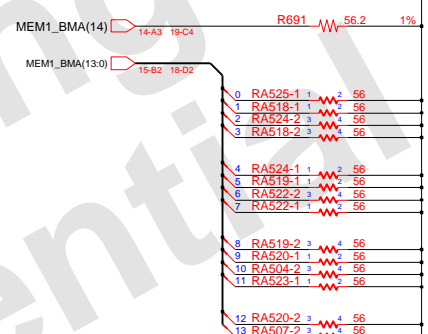 MEM1_BMA(14) 14-A3 19-C4 R691 56.2 1%
MEM1_BMA(13:0) 15-B2 18-D2
0 RA525-1 1 2 56
1 RA518-1 1 2 56
2 RA524-2 3 4 56
3 RA518-2 3 4 56
4 RA524-1 1 2 56
5 RA519-1 1 2 56
6 RA522-2 3 4 56
7 RA522-1 1 2 56
8 RA519-2 3 4 56
9 RA520-1 1 2 56
10 RA504-2 3 4 56
11 RA523-1 1 2 56
12 RA520-2 3 4 56
13 RA507-2 3 4 56